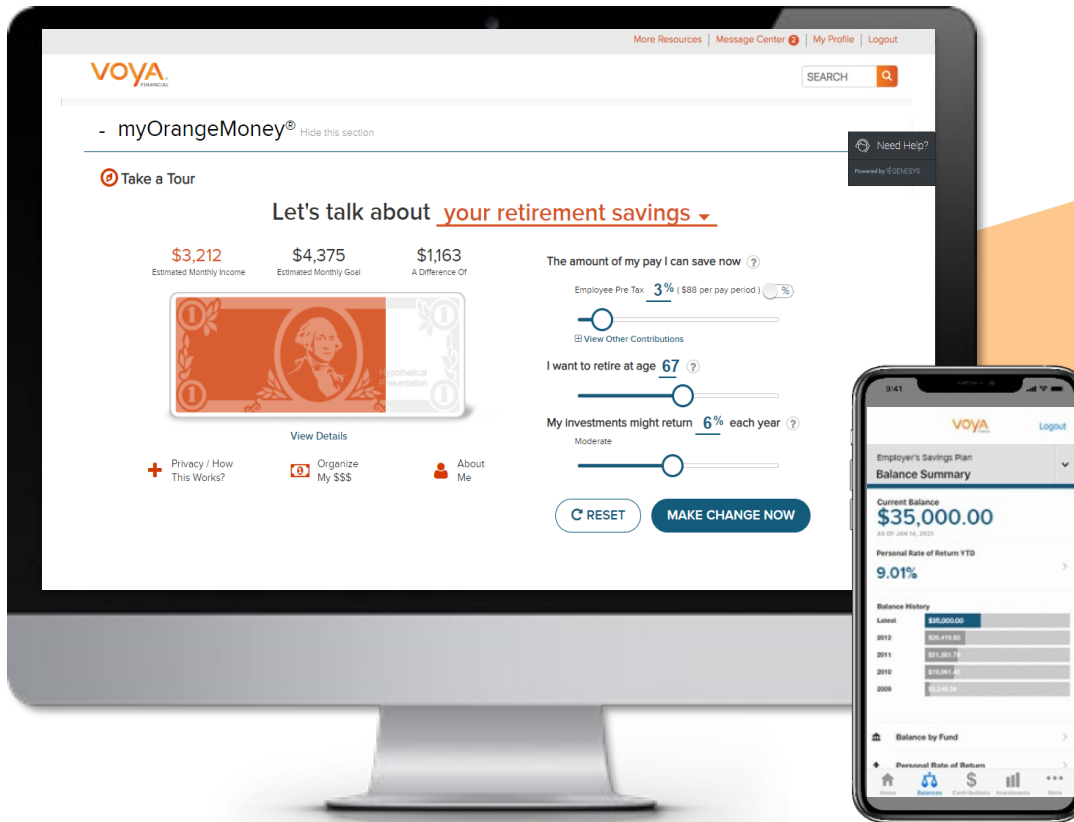 More Resources | Message Center 2 | My Profile | Logout
VOYA
FINANCIAL
SEARCH
- myOrangeMoney® Hide this section
Need Help?
Powered by GENESYS
Take a Tour
Let's talk about your retirement savings
$3,212 $4,375 $1,163
Estimated Monthly Income Estimated Monthly Goal A Difference Of
1 1
Hypothetical
Presentation
1 1
View Details
Privacy / How
This Works?
Organize
My $$$
About
Me
The amount of my pay I can save now ?
Employee Pre Tax 3% ( $88 per pay period ) %
View Other Contributions
I want to retire at age 67 ?
My investments might return 6% each year ?
Moderate
RESET MAKE CHANGE NOW
9:41
VOYA
FINANCIAL
Logout
Employer's Savings Plan
Balance Summary
Current Balance
$35,000.00
AS OF JAN 14, 2021
Personal Rate of Return YTD
9.01%
Balance History
Latest $35,000.00
2012
2011
2010
2009
Balance by Fund
Personal Rate of Return
Home Balances Contributions Investments More